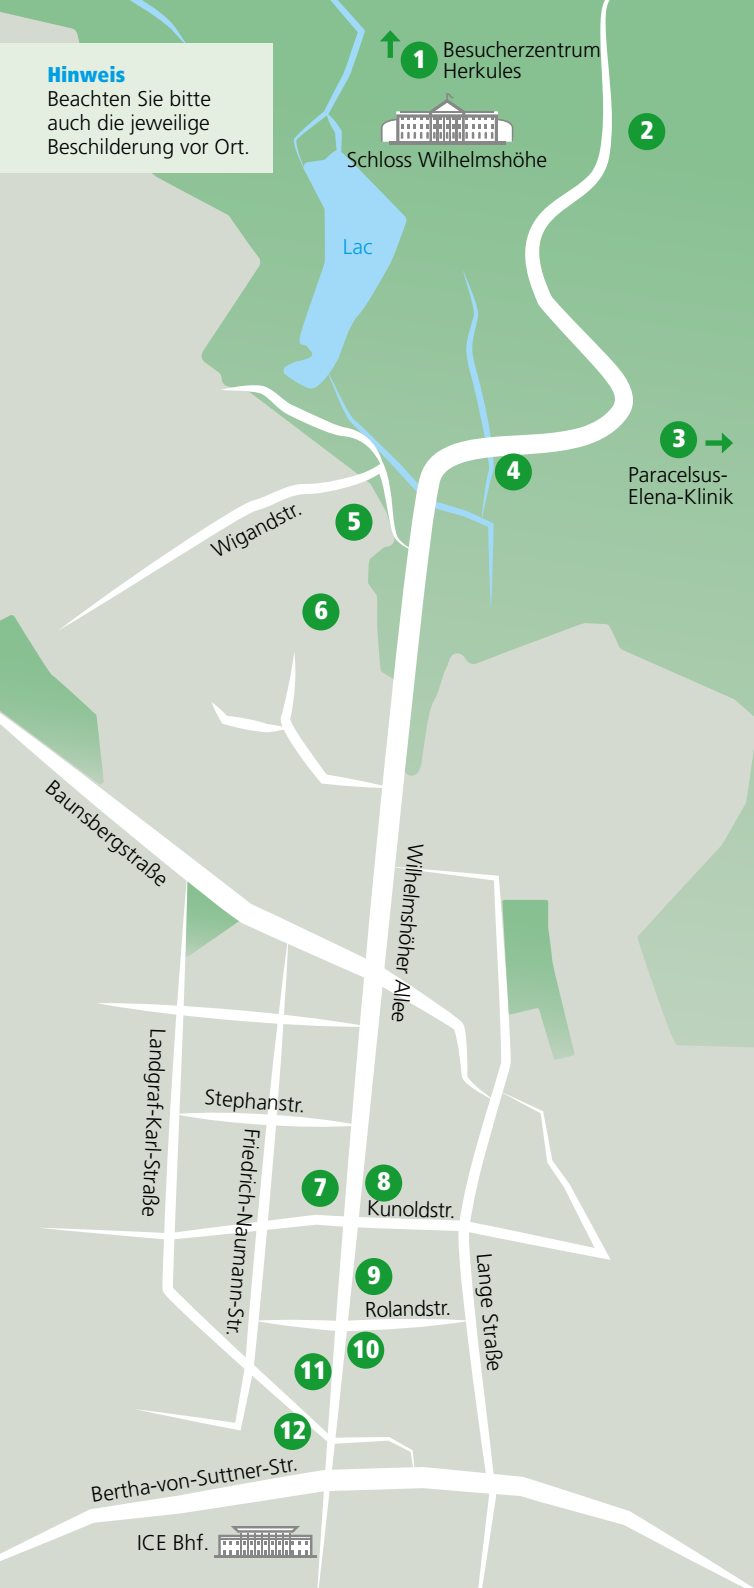 Hinweis
Beachten Sie bitte
auch die jeweilige
Beschilderung vor Ort.
1
Besucherzentrum
Herkules
2
Schloss Wilhelmshöhe
Lac
3
Paracelsus-
Elena-Klinik
4
5
Wigandstr.
6
Baunsbergstraße
Wilhelmshöher Allee
Landgraf-Karl-Straße
Stephanstr.
Friedrich-Naumann-Str.
7
8
Kunoldstr.
9
Lange Straße
Rolandstr.
10
11
12
Bertha-von-Suttner-Str.
ICE Bhf.